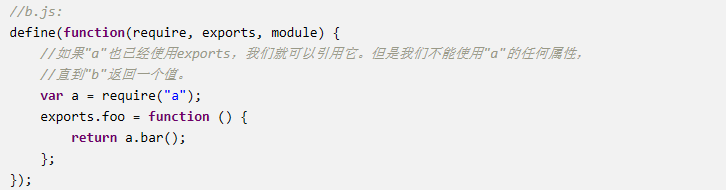 //b.js:
define(function(require, exports, module) {
    //如果"a"也已经使用exports，我们就可以引用它。但是我们不能使用"a"的任何属性，
    //直到"b"返回一个值。
    var a = require("a");
    exports.foo = function () {
        return a.bar();
    };
});